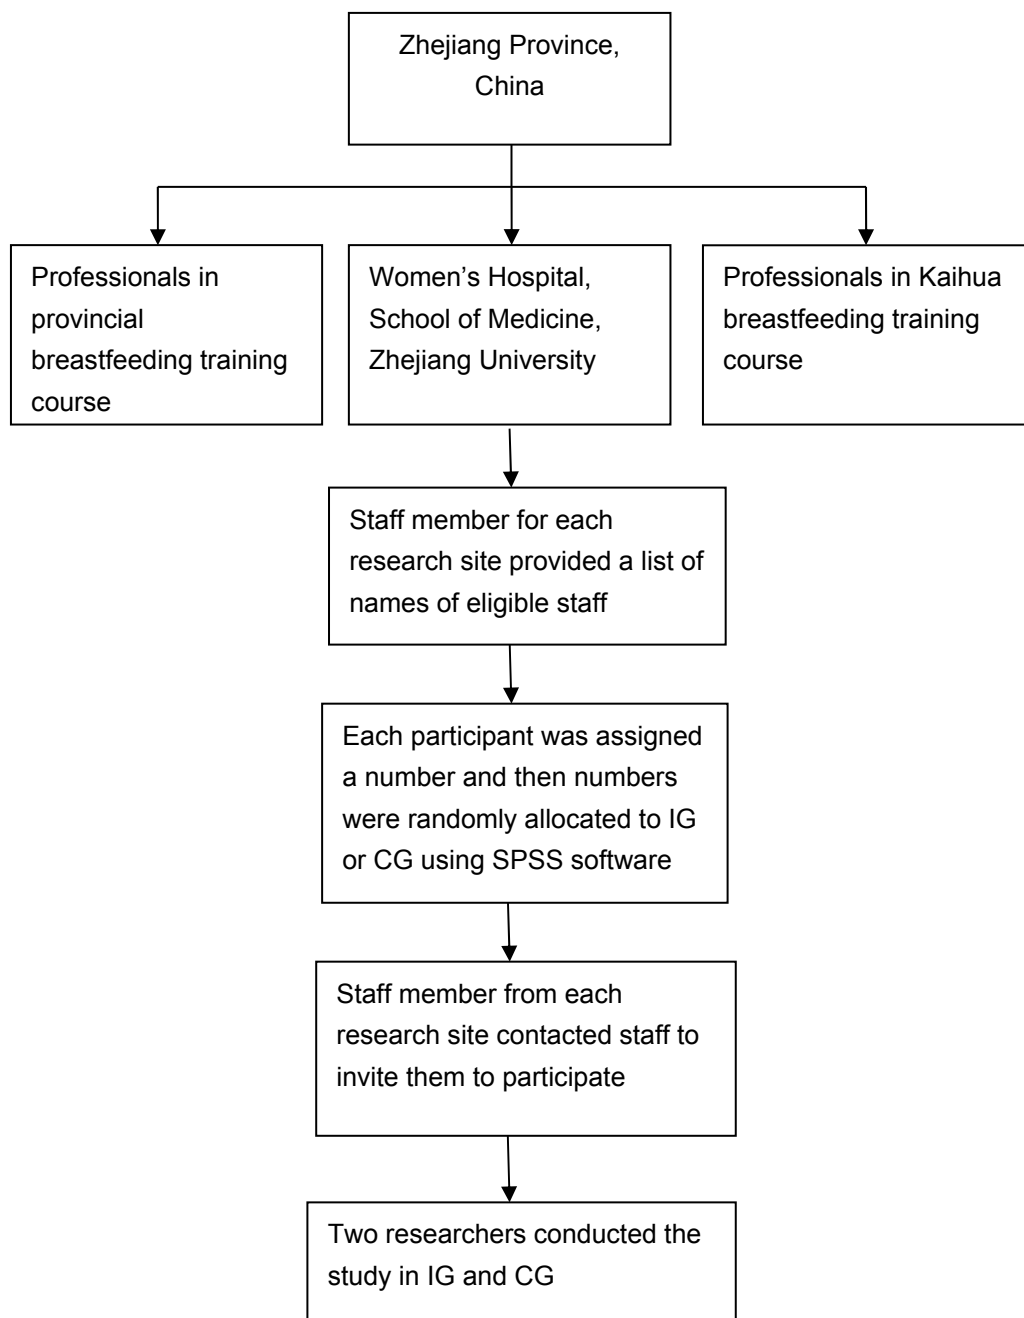 Zhejiang Province,
China
Professionals in
provincial
breastfeeding training
course
Women’s Hospital,
School of Medicine,
Zhejiang University
Professionals in Kaihua
breastfeeding training
course
Staff member for each
research site provided a list of
names of eligible staff
Each participant was assigned
a number and then numbers
were randomly allocated to IG
or CG using SPSS software
Staff member from each
research site contacted staff to
invite them to participate
Two researchers conducted the
study in IG and CG